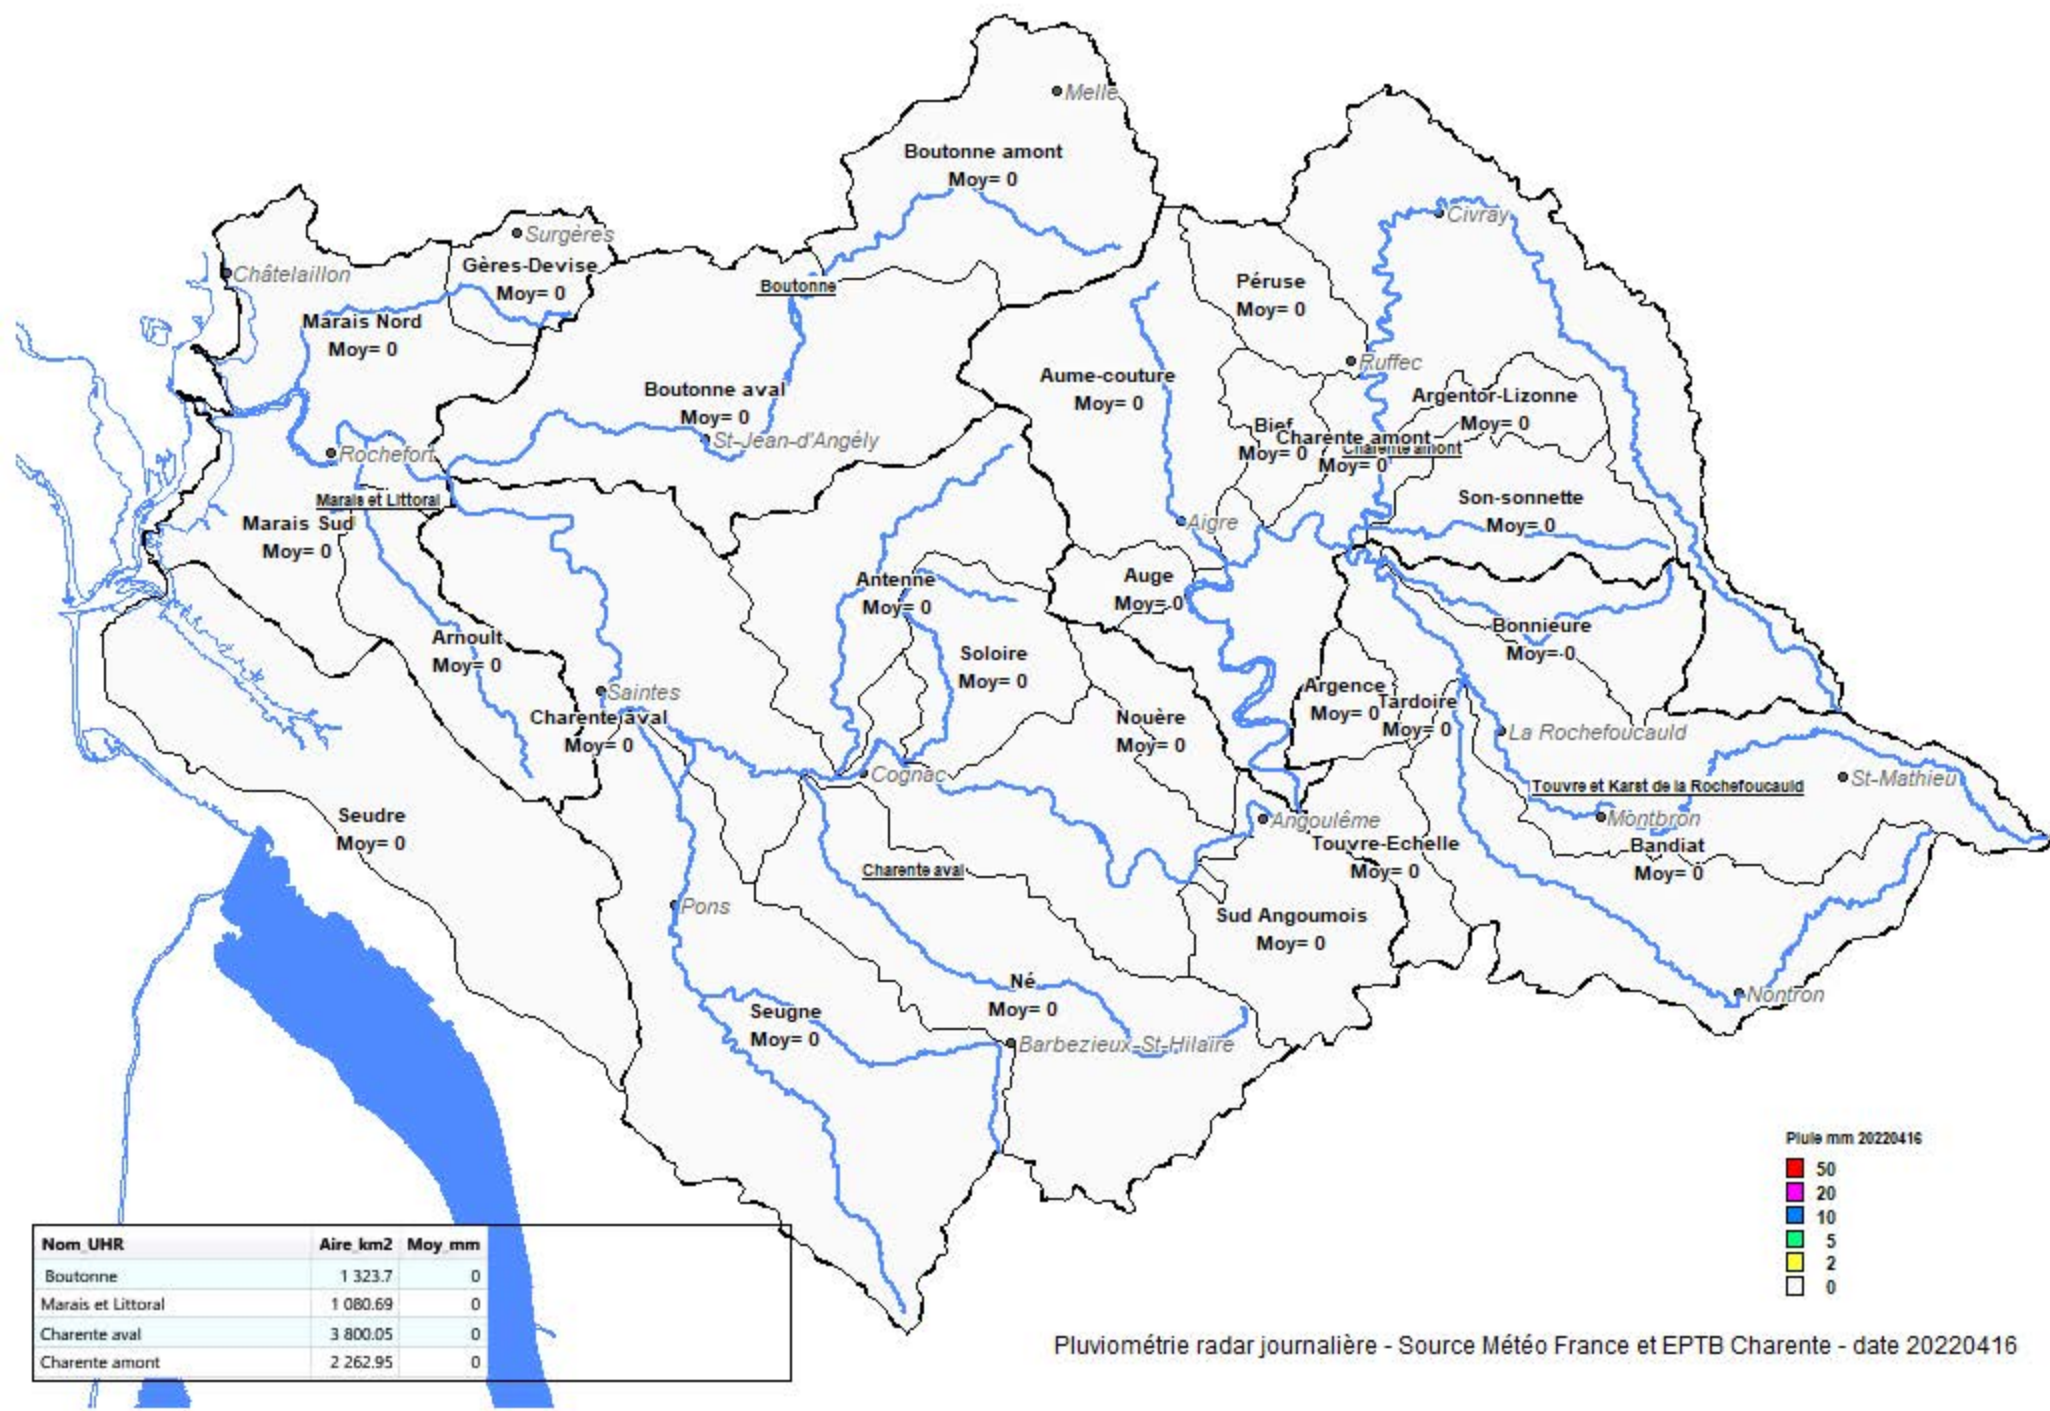 Melle
Boutonne amont
Moy= 0
Civray
Surgères
Gères-Devise
Moy= 0
Châtelaillon
Boutonne
Péruse
Moy= 0
Marais Nord
Moy= 0
Ruffec
Aume-couture
Moy= 0
Boutonne aval
Moy= 0
Argentor-Lizonne
Moy= 0
St-Jean-d'Angély
Bief
Moy= 0
Charente amont
Charente amont
Moy= 0
Rochefort
Marais et Littoral
Son-sonnette
Moy= 0
Marais Sud
Moy= 0
Aigre
Antenne
Moy= 0
Auge
Moy= 0
Bonnieure
Moy= 0
Arnoult
Moy= 0
Soloire
Moy= 0
Saintes
Charente aval
Moy= 0
Nouère
Moy= 0
Argence
Moy= 0
Tardoire
Moy= 0
La Rochefoucauld
Cognac
Touvre et Karst de la Rochefoucauld
St-Mathieu
Seudre
Moy= 0
Angoulême
Montbron
Touvre-Echelle
Moy= 0
Bandiat
Moy= 0
Charente aval
Pons
Sud Angoumois
Moy= 0
Né
Moy= 0
Nontron
Seugne
Moy= 0
Barbezieux-St-Hilaire
Pluie mm 20220416
50
20
10
5
2
0
Nom_UHR Aire_km2 Moy_mm
Boutonne 1 323.7 0
Marais et Littoral 1 080.69 0
Charente aval 3 800.05 0
Charente amont 2 262.95 0
Pluviométrie radar journalière - Source Météo France et EPTB Charente - date 20220416